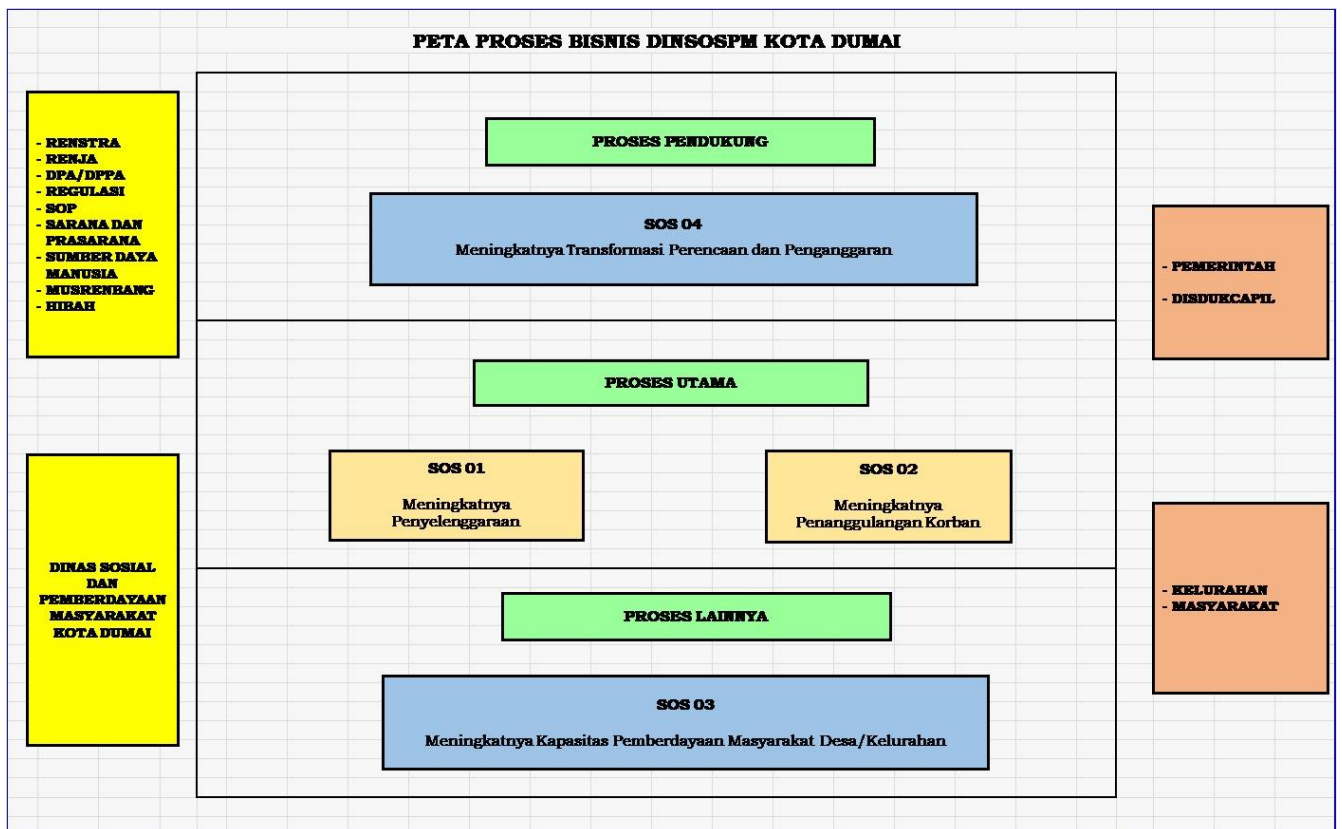 PETA PROSES BISNIS DINSOSPM KOTA DUMAI
- RENSTRA
- RENJA
- DPA/DPPA
- REGULASI
- SOP
- SARANA DAN
PRASARANA
- SUMBER DAYA
MANUSIA
- MUSRENBANG
- HIBAH
DINAS SOSIAL
DAN
PEMBERDAYAAN
MASYARAKAT
KOTA DUMAI
PROSES PENDUKUNG
SOS 04
Meningkatnya Transformasi Perencaan dan Penganggaran
PROSES UTAMA
SOS 01
Meningkatnya
Penyelenggaraan
SOS 02
Meningkatnya
Penanggulangan Korban
PROSES LAINNYA
SOS 03
Meningkatnya Kapasitas Pemberdayaan Masyarakat Desa/Kelurahan
- PEMERINTAH
- DISDUKCAPIL
- KELURAHAN
- MASYARAKAT